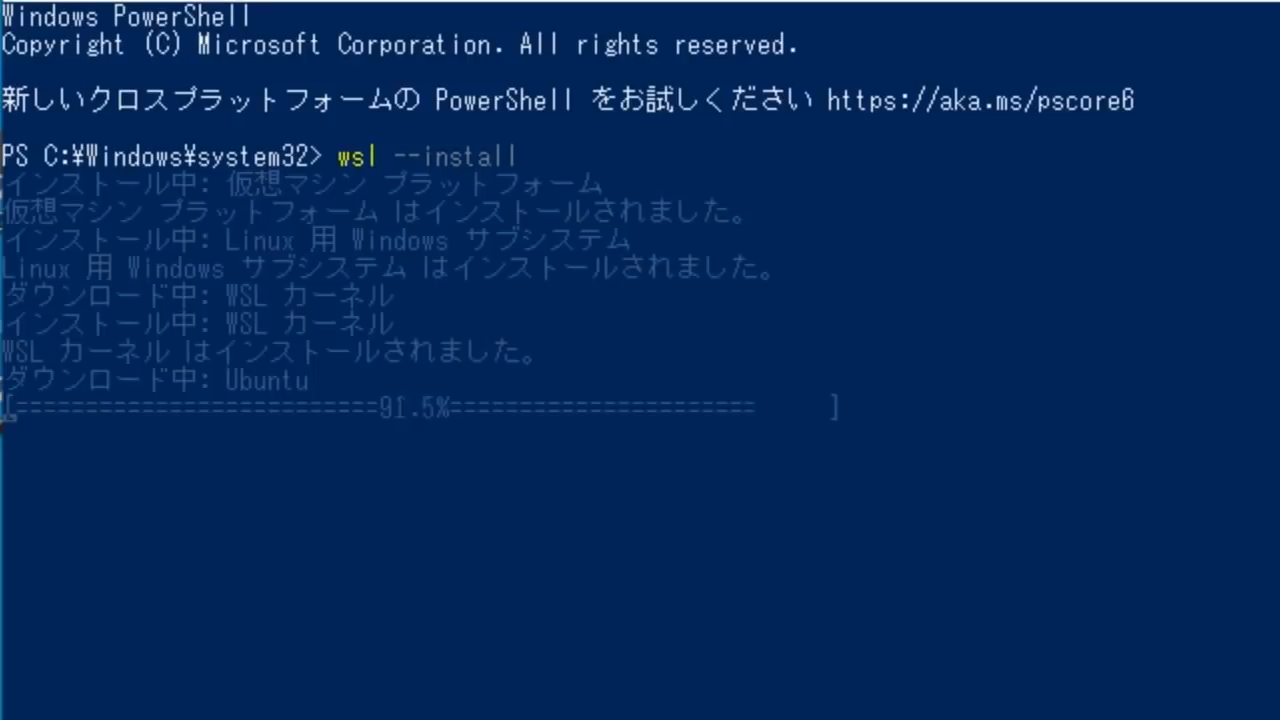 Windows PowerShell
Copyright (C) Microsoft Corporation. All rights reserved.
新しいクロスプラットフォームの PowerShell をお試しください https://aka.ms/pscore6
PS C:¥Windows¥system32> wsl --install
インストール中: 仮想マシン プラットフォーム
仮想マシン プラットフォーム はインストールされました。
インストール中: Linux 用 Windows サブシステム
Linux 用 Windows サブシステム はインストールされました。
ダウンロード中: WSL カーネル
インストール中: WSL カーネル
WSL カーネル はインストールされました。
ダウンロード中: Ubuntu
[==========================91.5%======================      ]